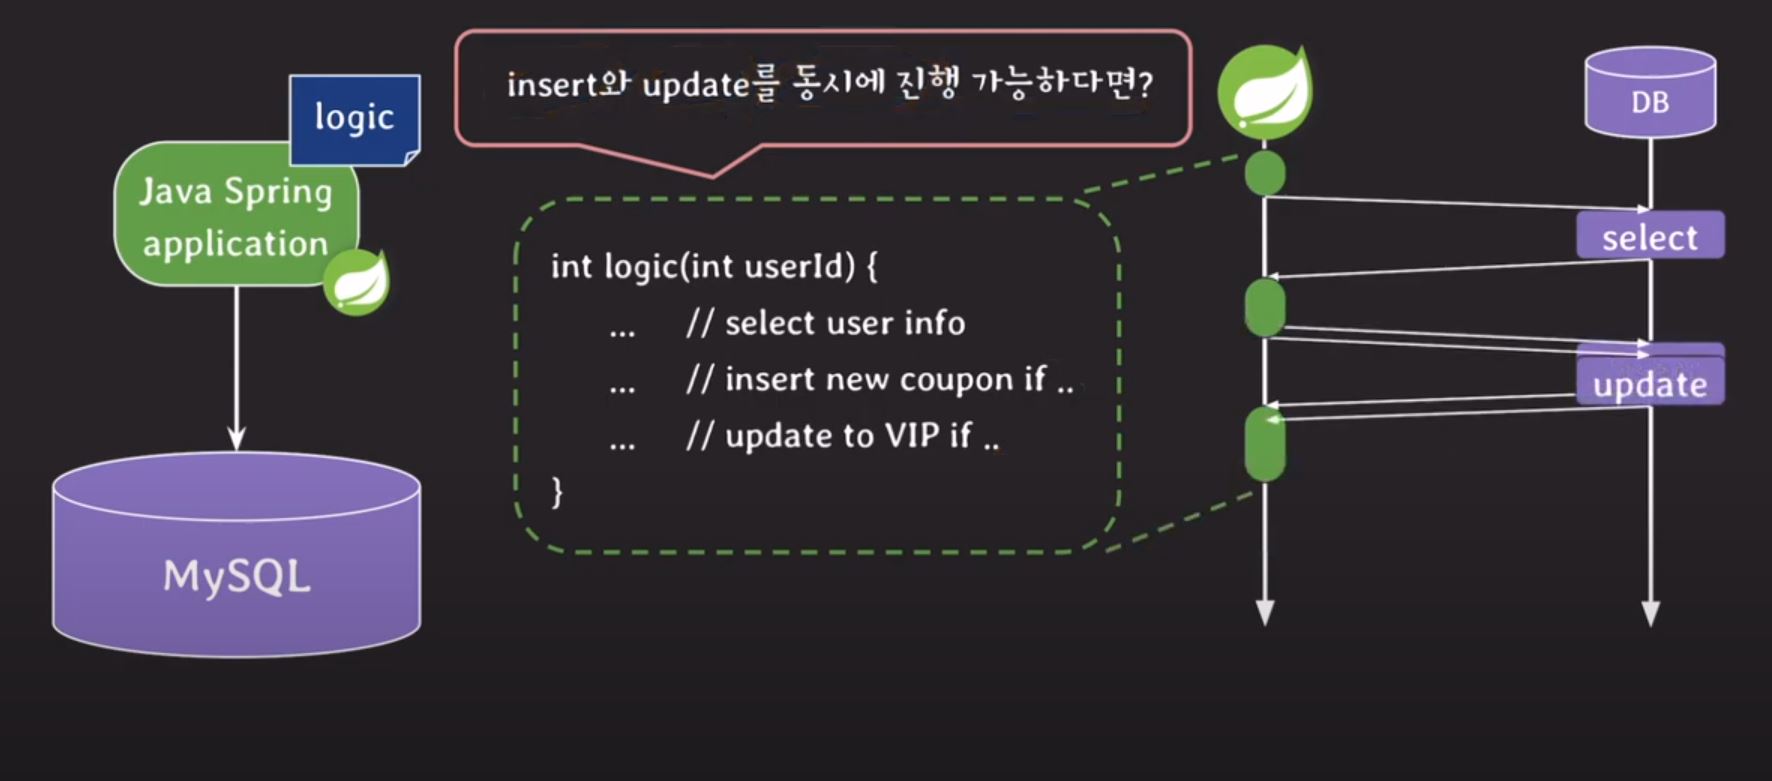 logic
Java Spring
application
MySQL
insert와 update를 동시에 진행 가능하다면?
int logic(int userId) {
... // select user info
... // insert new coupon if ..
... // update to VIP if ..
}
DB
select
update